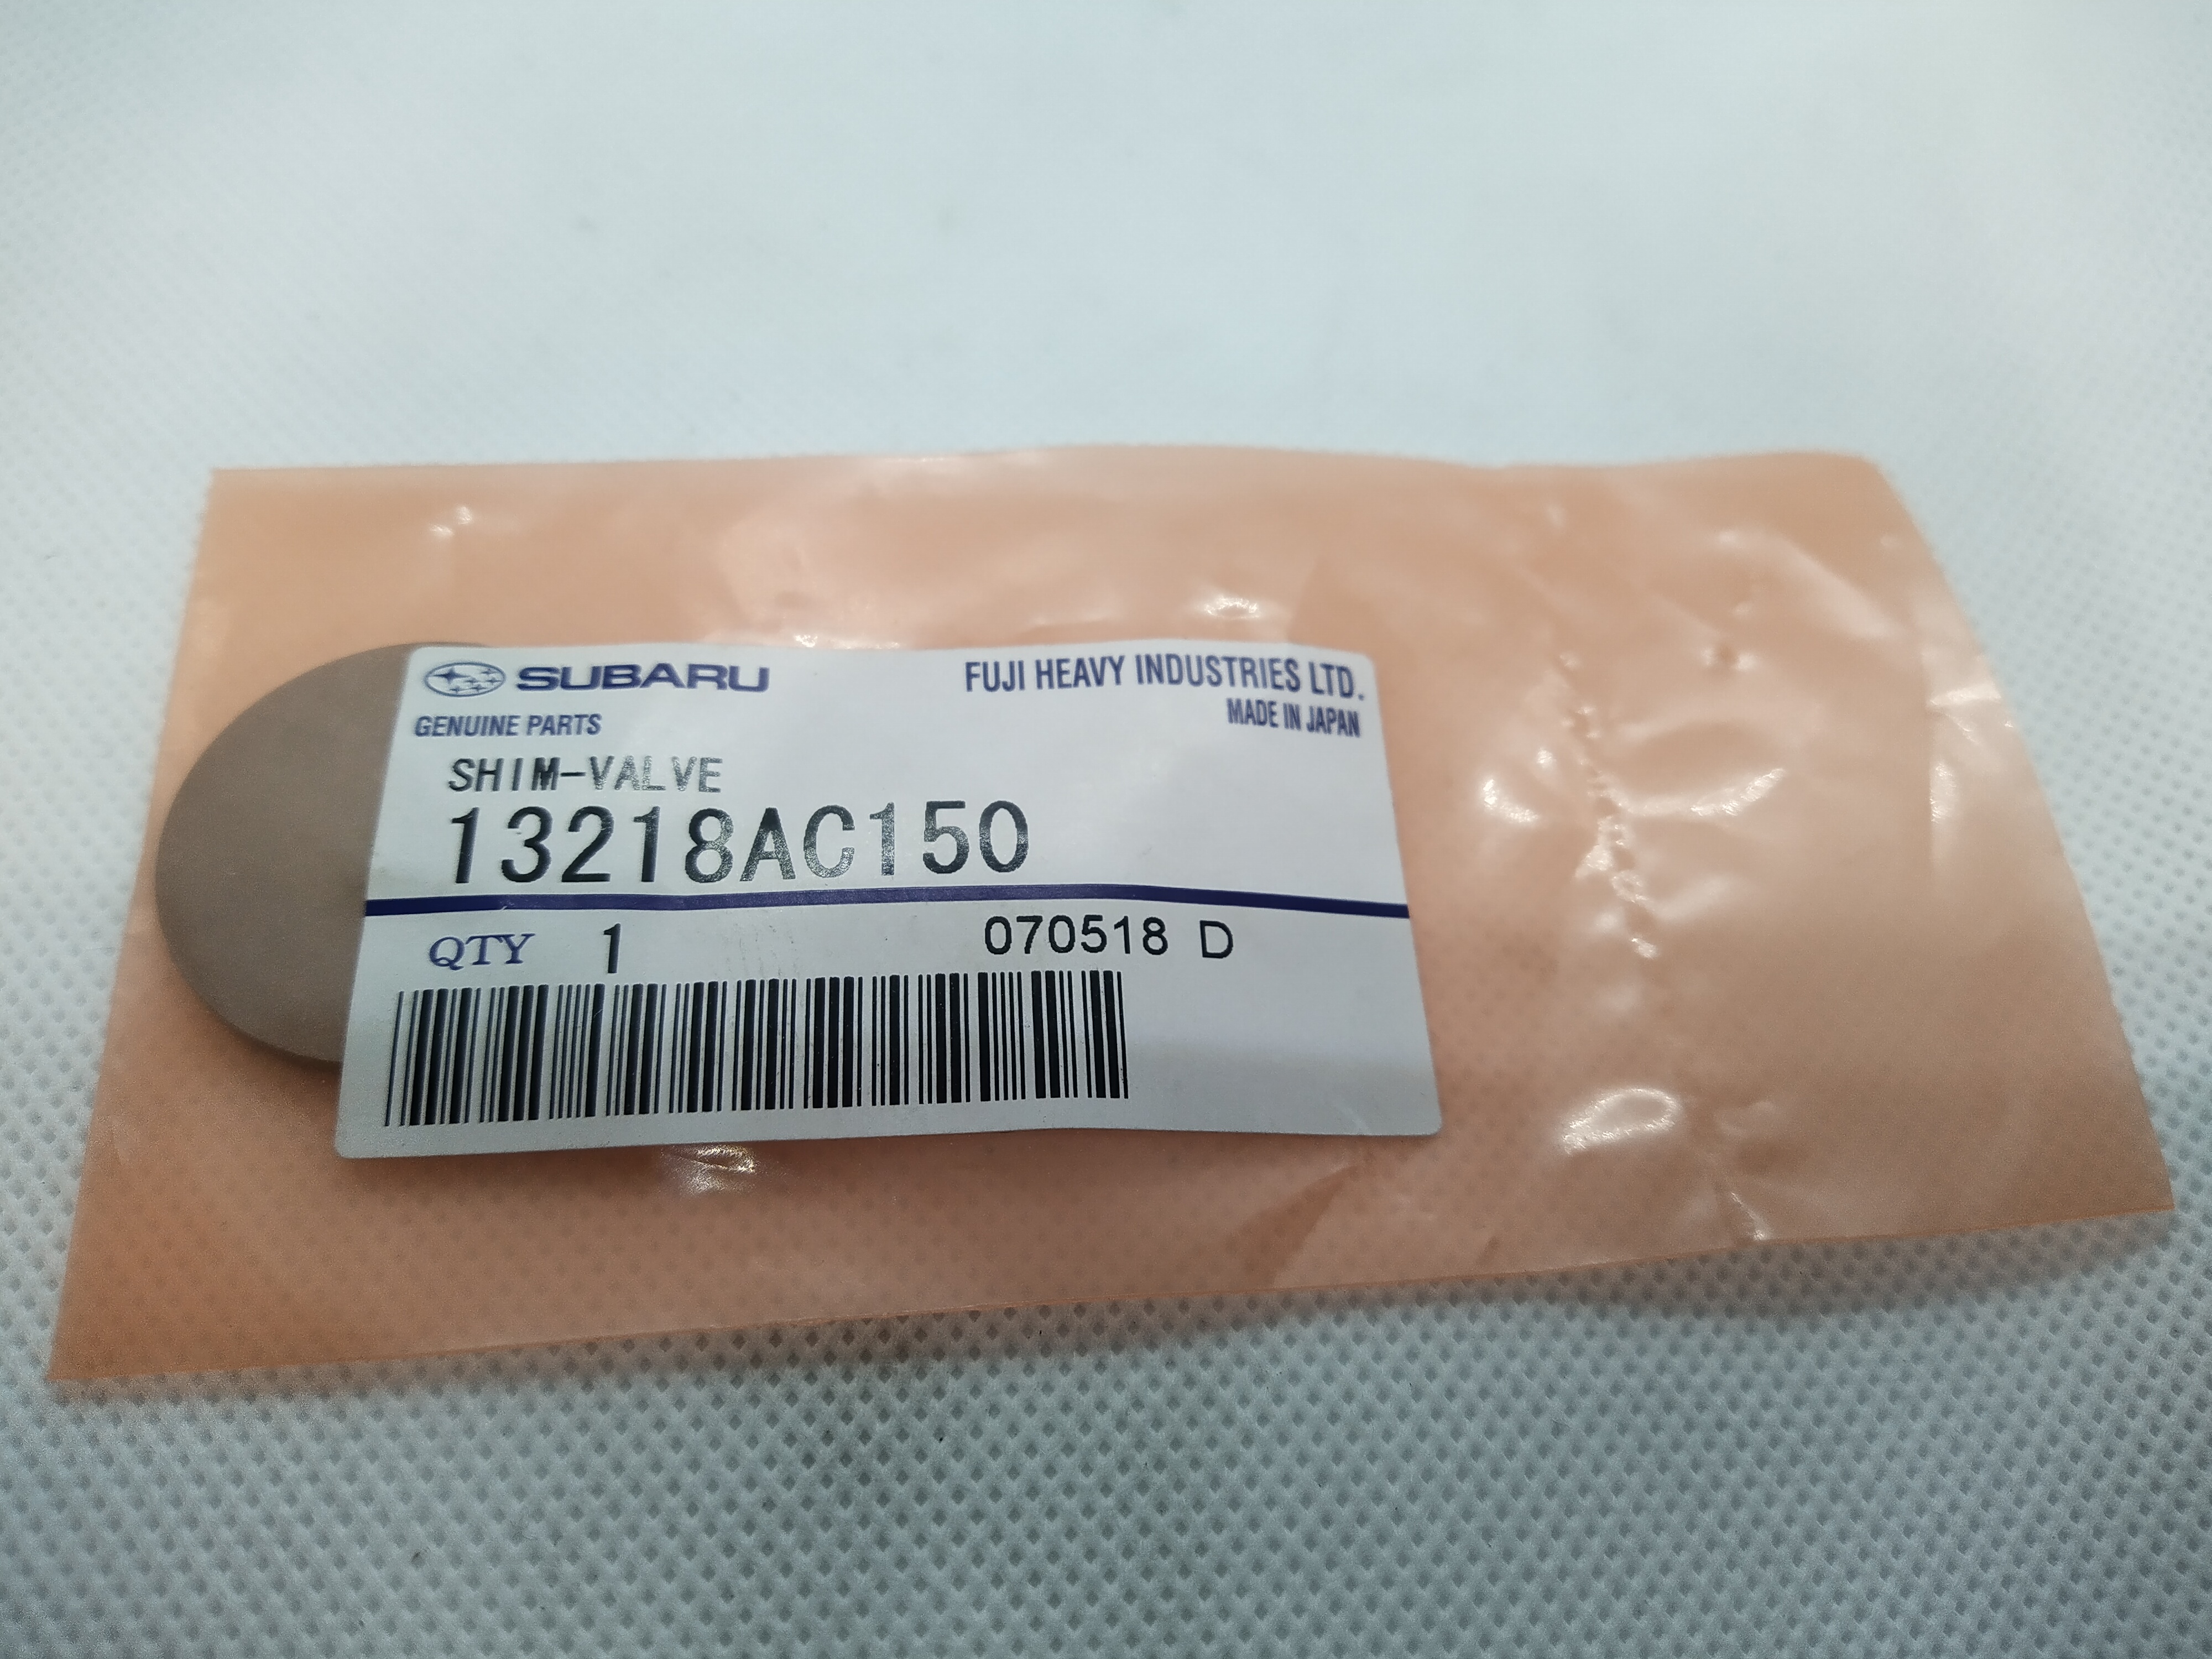 SUBARU FUJI HEAVY INDUSTRIES LTD.
GENUINE PARTS MADE IN JAPAN
SHIM-VALVE
13218AC150
QTY 1 070518 D